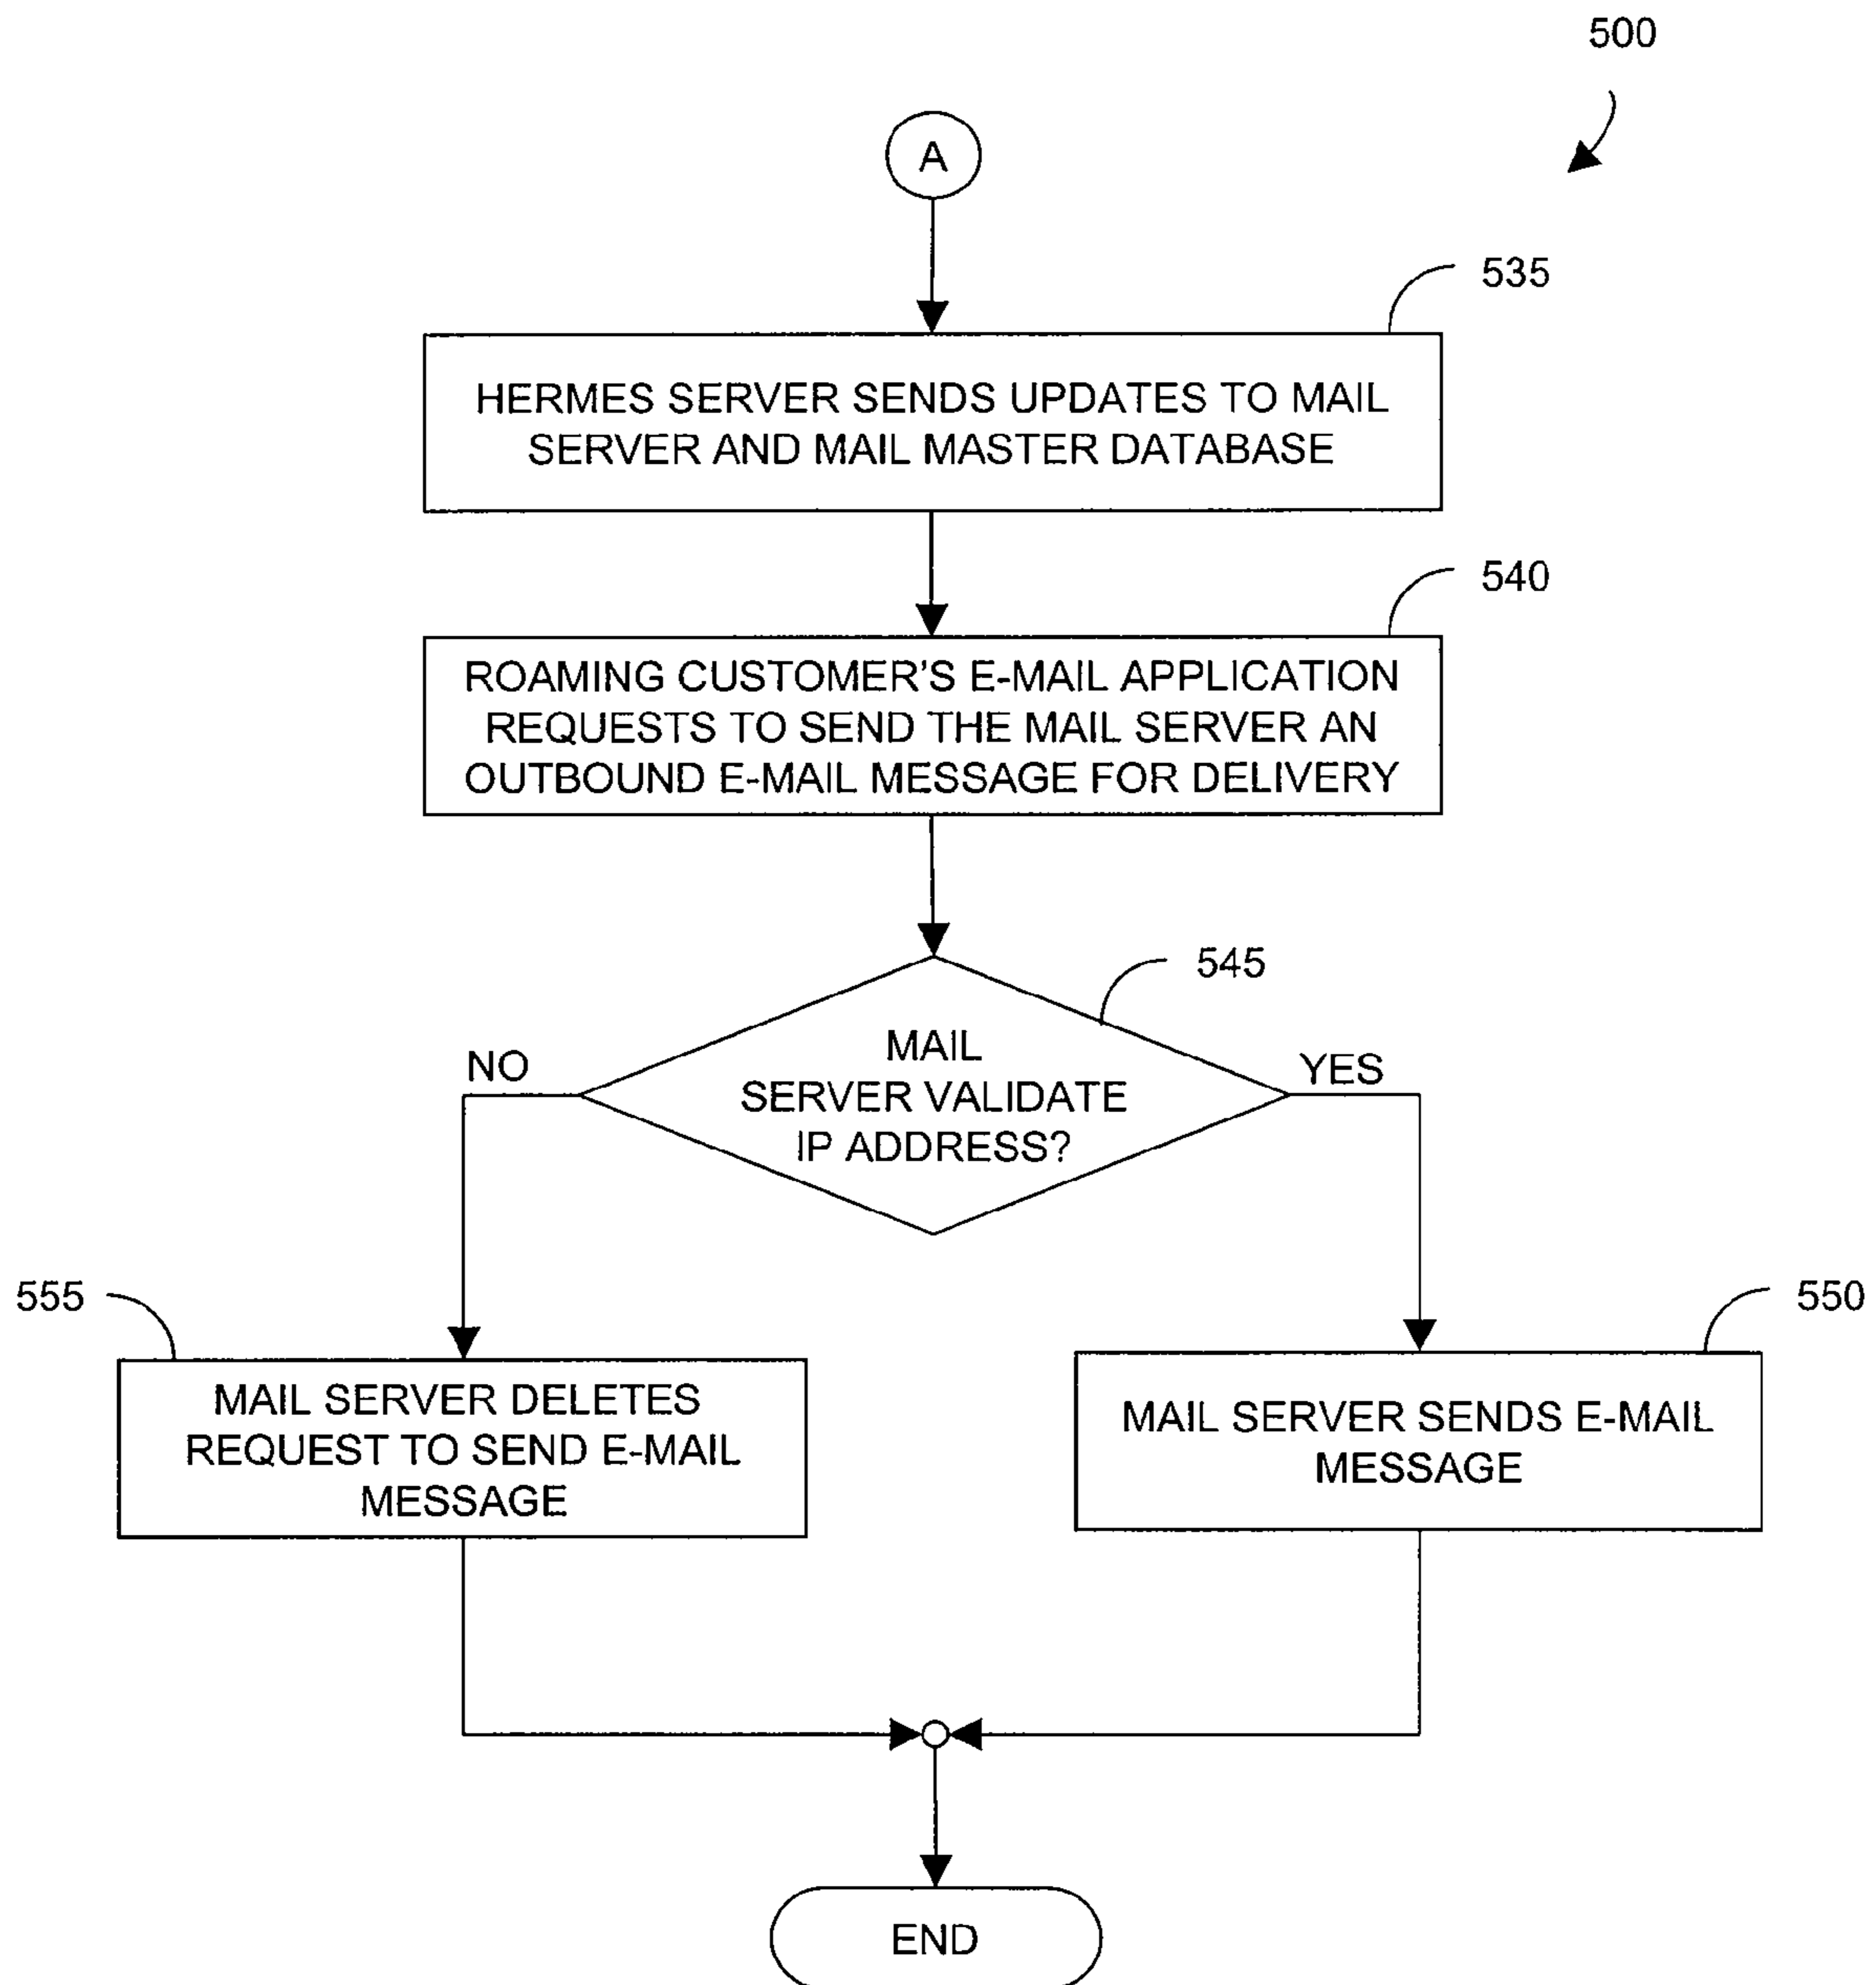 500
A
535
HERMES SERVER SENDS UPDATES TO MAIL
SERVER AND MAIL MASTER DATABASE
540
ROAMING CUSTOMER'S E-MAIL APPLICATION
REQUESTS TO SEND THE MAIL SERVER AN
OUTBOUND E-MAIL MESSAGE FOR DELIVERY
545
MAIL
SERVER VALIDATE
IP ADDRESS?
NO
YES
555
MAIL SERVER DELETES
REQUEST TO SEND E-MAIL
MESSAGE
550
MAIL SERVER SENDS E-MAIL
MESSAGE
END